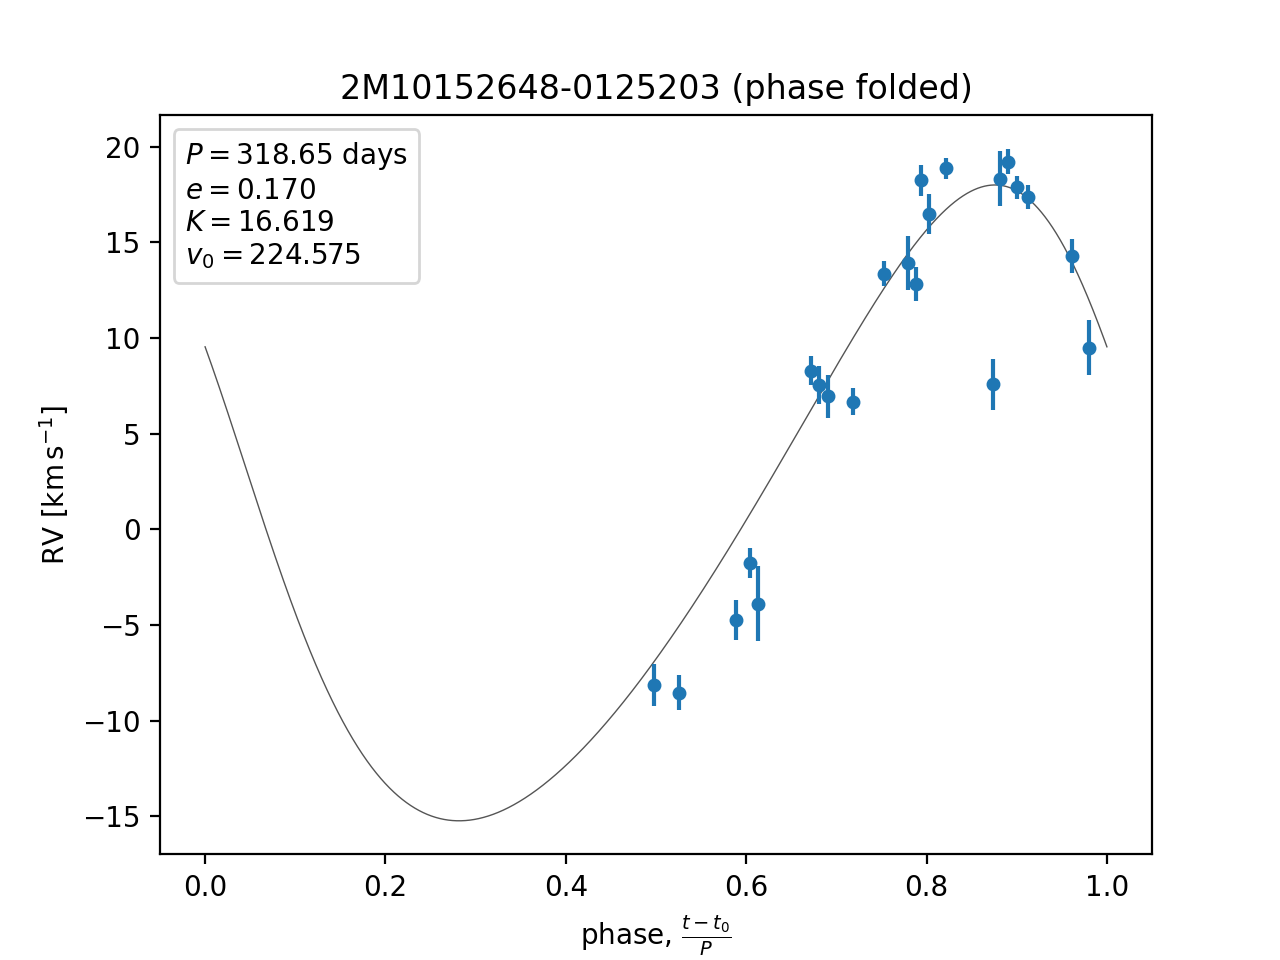 2M10152648-0125203 (phase folded)
P = 318.65 days
e = 0.170
K = 16.619
v₀ = 224.575
20
15
10
5
0
−5
−10
−15
RV [km s⁻¹]
0.0 0.2 0.4 0.6 0.8 1.0
phase, (t − t₀)/P